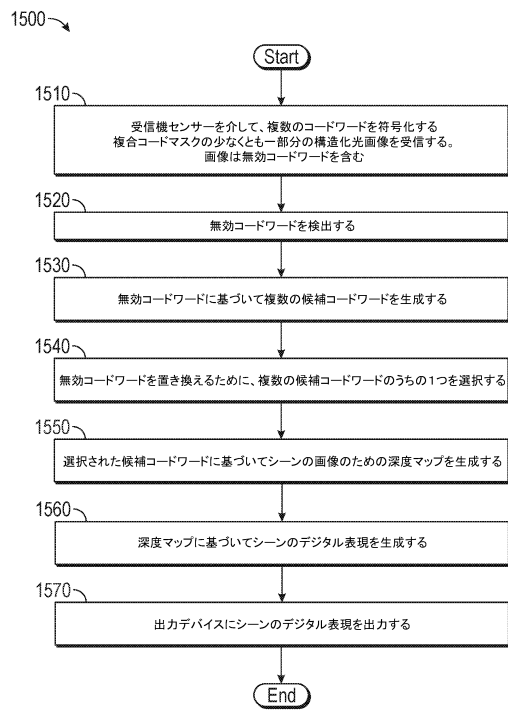 1500
Start
1510
受信機センサーを介して、複数のコードワードを符号化する
複合コードマスクの少なくとも一部分の構造化光画像を受信する。
画像は無効コードワードを含む
1520
無効コードワードを検出する
1530
無効コードワードに基づいて複数の候補コードワードを生成する
1540
無効コードワードを置き換えるために、複数の候補コードワードのうちの1つを選択する
1550
選択された候補コードワードに基づいてシーンの画像のための深度マップを生成する
1560
深度マップに基づいてシーンのデジタル表現を生成する
1570
出力デバイスにシーンのデジタル表現を出力する
End